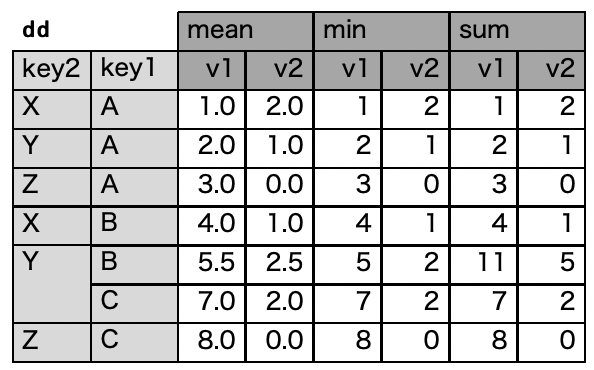 dd mean min sum
key2 key1 v1 v2 v1 v2 v1 v2
X A 1.0 2.0 1 2 1 2
Y A 2.0 1.0 2 1 2 1
Z A 3.0 0.0 3 0 3 0
X B 4.0 1.0 4 1 4 1
Y B 5.5 2.5 5 2 11 5
C 7.0 2.0 7 2 7 2
Z C 8.0 0.0 8 0 8 0